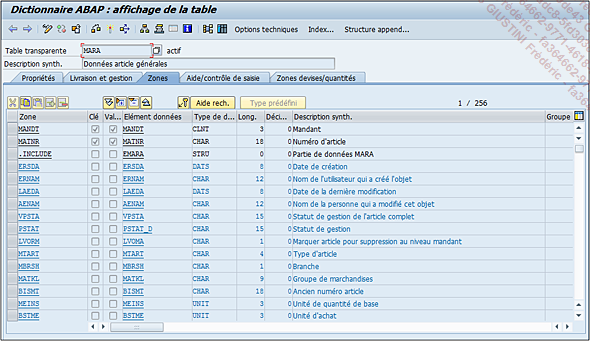 Dictionnaire ABAP : affichage de la table
Options techniques Index... Structure append...
Table transparente MARA actif
Description synth. Données article générales
Propriétés Livraison et gestion Zones Aide/contrôle de saisie Zones devises/quantités
Aide rech. Type prédéfini 1 / 256
Zone Clé Val... Elément données Type de d... Long. Déci... Description synth. Groupe
MANDT MANDT CLNT 3 0 Mandant
MATNR MATNR CHAR 18 0 Numéro d'article
.INCLUDE EMARA STRU 0 0 Partie de données MARA
ERSDA ERSDA DATS 8 0 Date de création
ERNAM ERNAM CHAR 12 0 Nom de l'utilisateur qui a créé l'objet
LAEDA LAEDA DATS 8 0 Date de la dernière modification
AENAM AENAM CHAR 12 0 Nom de la personne qui a modifié cet objet
VPSTA VPSTA CHAR 15 0 Statut de gestion de l'article complet
PSTAT PSTAT_D CHAR 15 0 Statut de gestion
LVORM LVOMA CHAR 1 0 Marquer article pour suppression au niveau mandant
MTART MTART CHAR 4 0 Type d'article
MBRSH MBRSH CHAR 1 0 Branche
MATKL MATKL CHAR 9 0 Groupe de marchandises
BISMT BISMT CHAR 18 0 Ancien numéro article
MEINS MEINS UNIT 3 0 Unité de quantité de base
BSTME BSTME UNIT 3 0 Unité d'achat